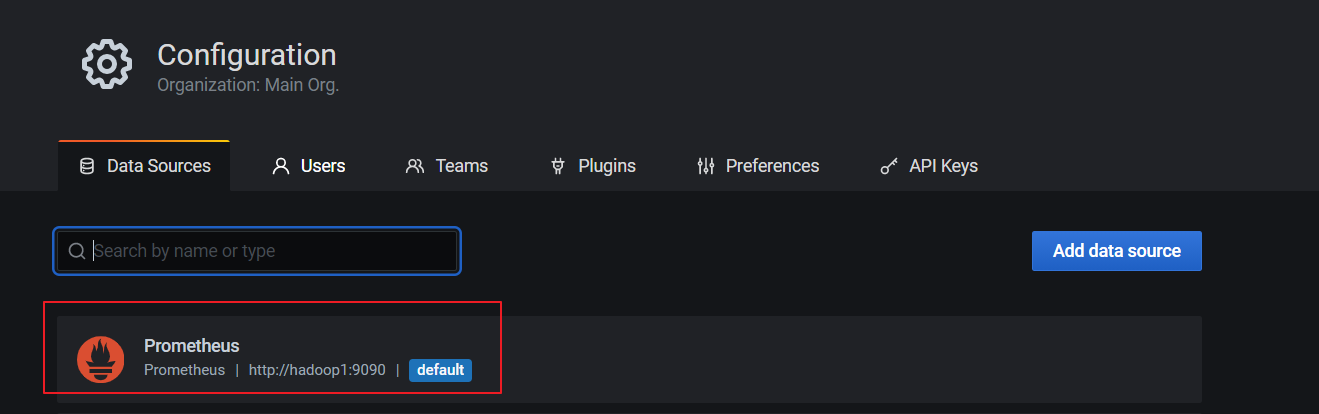 Configuration
Organization: Main Org.
Data Sources Users Teams Plugins Preferences API Keys
Search by name or type
Add data source
Prometheus
Prometheus | http://hadoop1:9090 | default